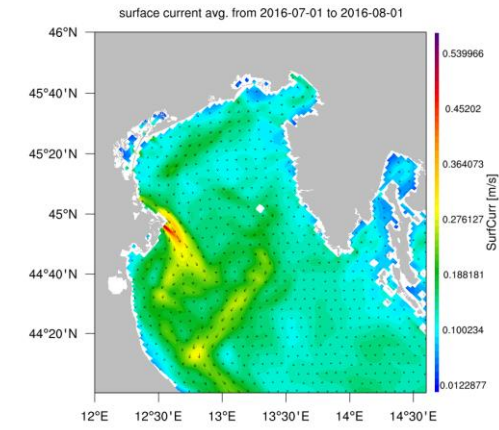 surface current avg. from 2016-07-01 to 2016-08-01
46°N
45°40'N
45°20'N
45°N
44°40'N
44°20'N
12°E
12°30'E
13°E
13°30'E
14°E
14°30'E
0.539966
0.45202
0.364073
0.276127
0.188181
0.100234
0.0122877
SurfCurr [m/s]